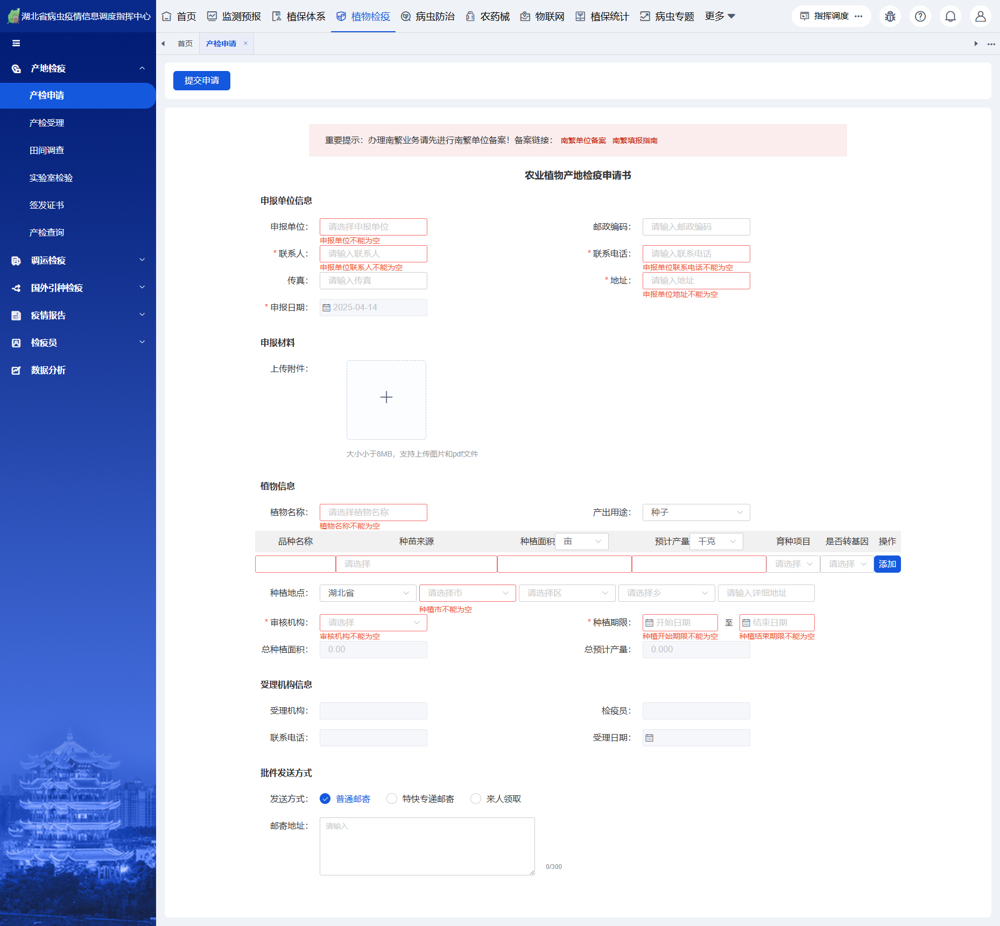 湖北省病虫疫情信息调度指挥中心
首页 监测预报 植保体系 植物检疫 病虫防治 农药械 物联网 植保统计 病虫专题 更多 指挥调度 ···
首页 产检申请 ×
产地检疫
产检申请
产检受理
田间调查
实验室检验
签发证书
产检查询
调运检疫
国外引种检疫
疫情报告
检疫员
数据分析
提交申请
重要提示：办理南繁业务请先进行南繁单位备案！备案链接： 南繁单位备案 南繁填报指南
农业植物产地检疫申请书
申报单位信息
申报单位： 请选择申报单位 邮政编码： 请输入邮政编码
申报单位不能为空
*联系人： 请输入联系人 *联系电话： 请输入联系电话
申报单位联系人不能为空 申报单位联系电话不能为空
传真： 请输入传真 *地址： 请输入地址
申报单位地址不能为空
*申报日期： 2025-04-14
申报材料
上传附件：
大小小于8MB，支持上传图片和pdf文件
植物信息
植物名称： 请选择植物名称 产出用途： 种子
植物名称不能为空
品种名称 种苗来源 种植面积 亩 预计产量 千克 育种项目 是否转基因 操作
请选择 请选择 请选择 添加
种植地点： 湖北省 请选择市 请选择区 请选择乡 请输入详细地址
种植市不能为空
*审核机构： 请选择 *种植期限： 开始日期 至 结束日期
审核机构不能为空 种植开始期限不能为空 种植结束期限不能为空
总种植面积： 0.00 总预计产量： 0.000
受理机构信息
受理机构： 检疫员：
联系电话： 受理日期：
批件发送方式
发送方式： 普通邮寄 特快专递邮寄 来人领取
邮寄地址： 请输入
0/300